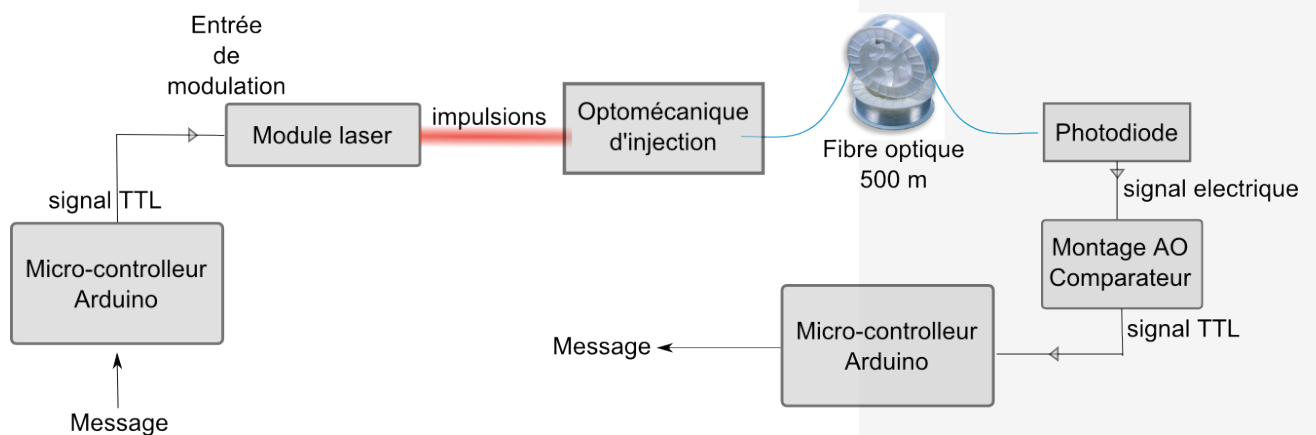 Entrée
de
modulation
Module laser
impulsions
Optomécanique
d'injection
Fibre optique
500 m
Photodiode
signal electrique
Montage AO
Comparateur
signal TTL
Micro-controlleur
Arduino
Message
signal TTL
Micro-controlleur
Arduino
Message